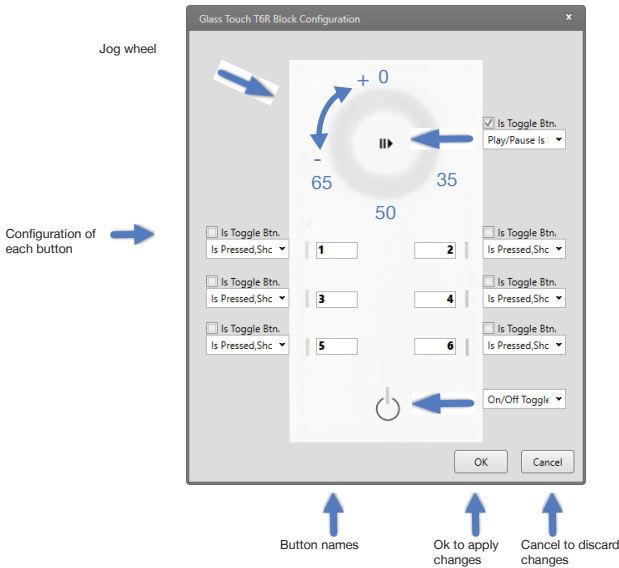 Glass Touch T6R Block Configuration x
Jog wheel
+ 0
Is Toggle Btn.
Play/Pause Is
-
65 35
50
Configuration of
each button
Is Toggle Btn. Is Toggle Btn.
Is Pressed,Shc 1 2 Is Pressed,Shc
Is Toggle Btn. Is Toggle Btn.
Is Pressed,Shc 3 4 Is Pressed,Shc
Is Toggle Btn. Is Toggle Btn.
Is Pressed,Shc 5 6 Is Pressed,Shc
On/Off Toggle
OK Cancel
Button names Ok to apply Cancel to discard
changes changes